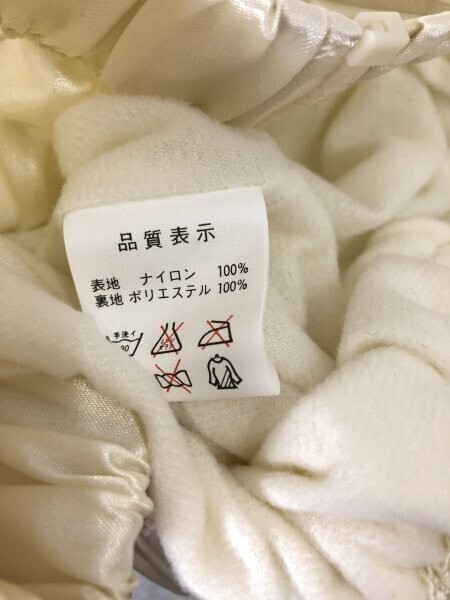 品質表示
表地 ナイロン 100%
裏地 ポリエステル 100%
手洗イ
30